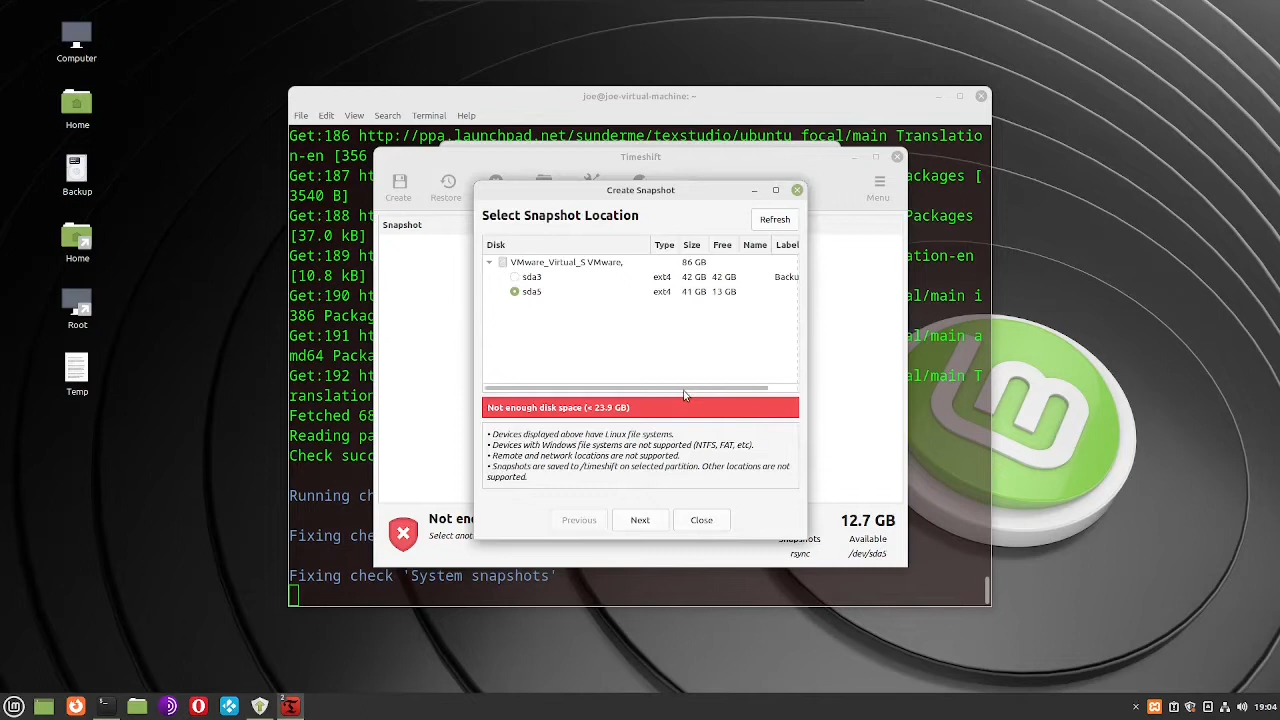 Computer
Home
Backup
Home
Root
Temp
joe@joe-virtual-machine: ~
File Edit View Search Terminal Help
Get:186 http://ppa.launchpad.net/sunderme/texstudio/ubuntu focal/main Translatio
n-en [356
Get:187 ht
ackages [
3540 B]
Get:188 ht
Packages
[37.0 kB]
Get:189 ht
ation-en
[10.8 kB]
Get:190 ht
al/main i
386 Packag
Get:191 ht
al/main a
md64 Packa
Get:192 ht
al/main T
ranslation
Fetched 68
Reading pa
Check succ
Running ch
Fixing che
Fixing check 'System snapshots'
Timeshift
Create Restore Menu
Snapshot
Not en
Select anot
12.7 GB
Snapshots Available
rsync /dev/sda5
Create Snapshot
Select Snapshot Location
Refresh
Disk Type Size Free Name Label
VMware_Virtual_S VMware, 86 GB
sda3 ext4 42 GB 42 GB Backu
sda5 ext4 41 GB 13 GB
Not enough disk space (< 23.9 GB)
• Devices displayed above have Linux file systems.
• Devices with Windows file systems are not supported (NTFS, FAT, etc).
• Remote and network locations are not supported.
• Snapshots are saved to /timeshift on selected partition. Other locations are not
supported.
Previous Next Close
2
19:04